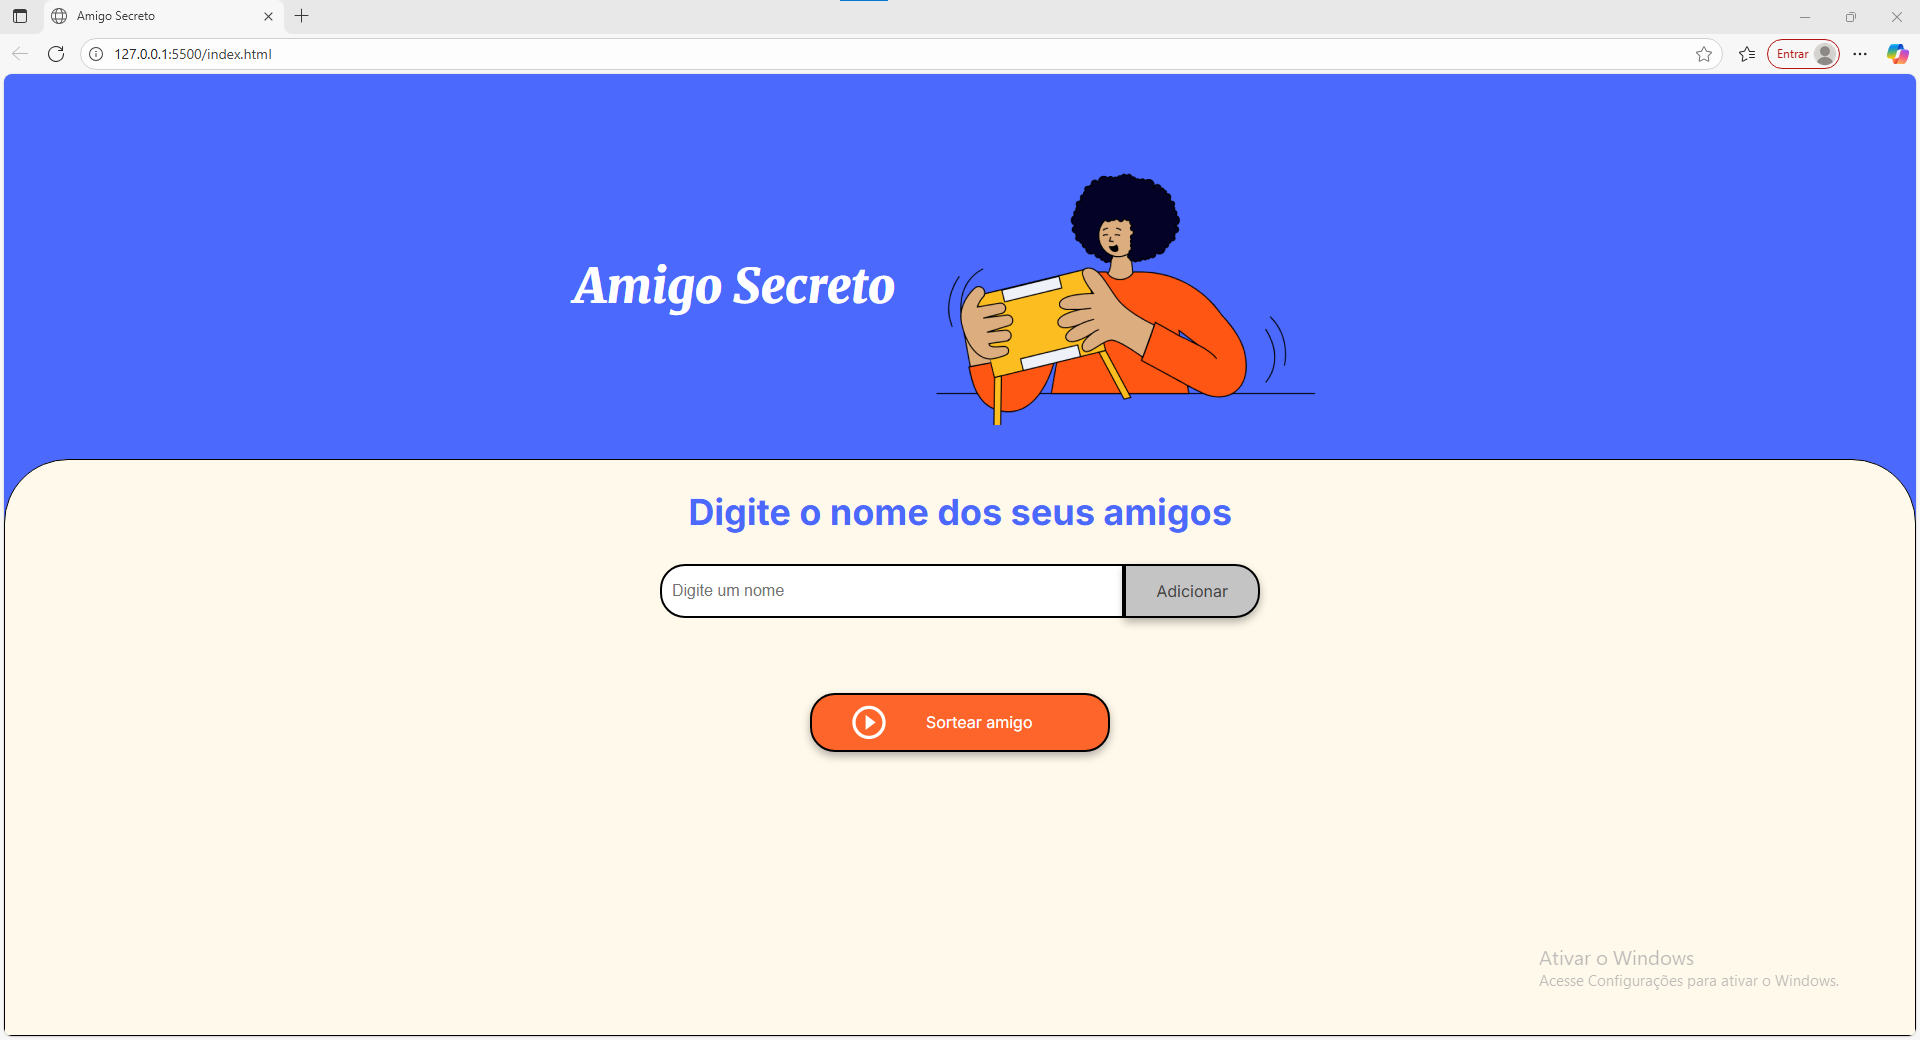 Amigo Secreto
127.0.0.1:5500/index.html
Entrar
Amigo Secreto
Digite o nome dos seus amigos
Digite um nome
Adicionar
Sortear amigo
Ativar o Windows
Acesse Configurações para ativar o Windows.